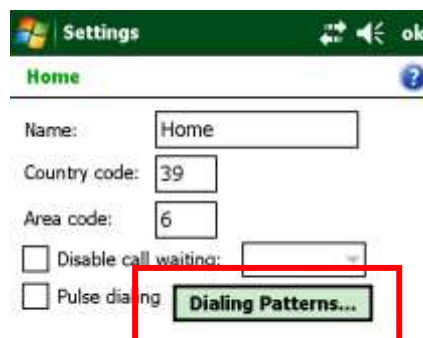 Settings ok
Home ?
Name: Home
Country code: 39
Area code: 6
Disable call waiting:
Pulse dialing Dialing Patterns...